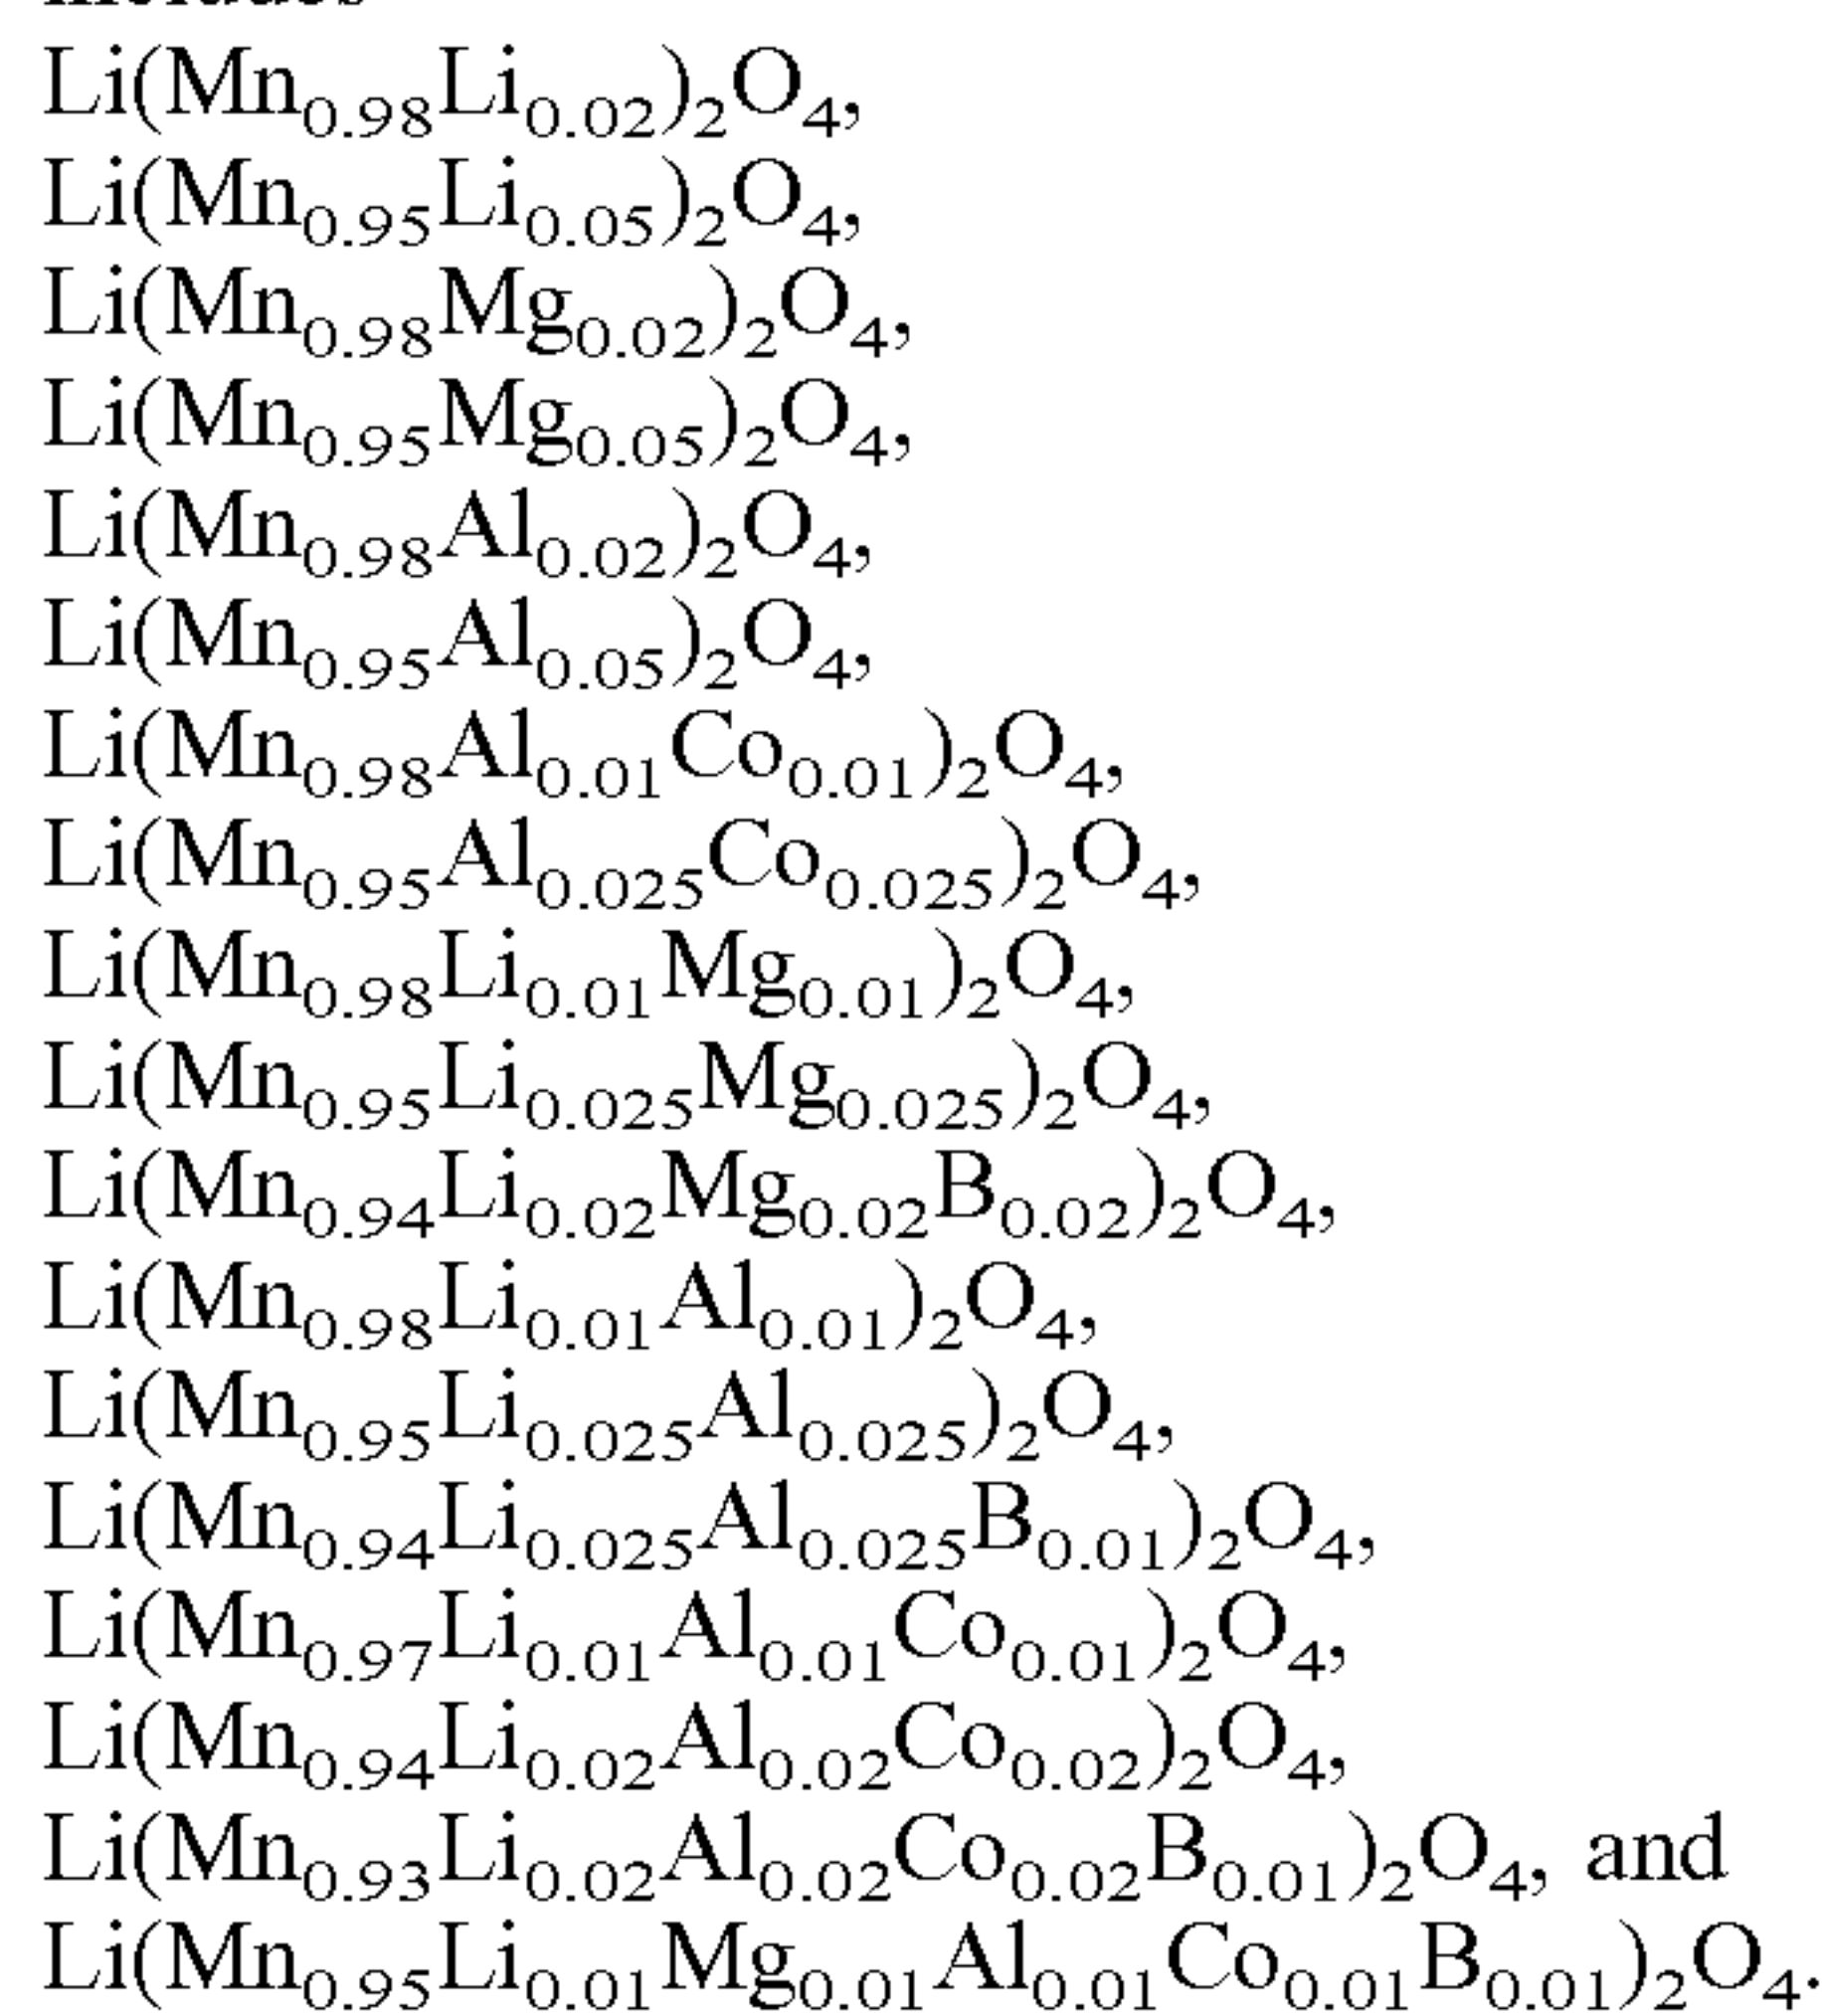 Li(Mn₀.₉₈Li₀.₀₂)₂O₄,
Li(Mn₀.₉₅Li₀.₀₅)₂O₄,
Li(Mn₀.₉₈Mg₀.₀₂)₂O₄,
Li(Mn₀.₉₅Mg₀.₀₅)₂O₄,
Li(Mn₀.₉₈Al₀.₀₂)₂O₄,
Li(Mn₀.₉₅Al₀.₀₅)₂O₄,
Li(Mn₀.₉₈Al₀.₀₁Co₀.₀₁)₂O₄,
Li(Mn₀.₉₅Al₀.₀₂₅Co₀.₀₂₅)₂O₄,
Li(Mn₀.₉₈Li₀.₀₁Mg₀.₀₁)₂O₄,
Li(Mn₀.₉₅Li₀.₀₂₅Mg₀.₀₂₅)₂O₄,
Li(Mn₀.₉₄Li₀.₀₂Mg₀.₀₂B₀.₀₂)₂O₄,
Li(Mn₀.₉₈Li₀.₀₁Al₀.₀₁)₂O₄,
Li(Mn₀.₉₅Li₀.₀₂₅Al₀.₀₂₅)₂O₄,
Li(Mn₀.₉₄Li₀.₀₂₅Al₀.₀₂₅B₀.₀₁)₂O₄,
Li(Mn₀.₉₇Li₀.₀₁Al₀.₀₁Co₀.₀₁)₂O₄,
Li(Mn₀.₉₄Li₀.₀₂Al₀.₀₂Co₀.₀₂)₂O₄,
Li(Mn₀.₉₃Li₀.₀₂Al₀.₀₂Co₀.₀₂B₀.₀₁)₂O₄, and
Li(Mn₀.₉₅Li₀.₀₁Mg₀.₀₁Al₀.₀₁Co₀.₀₁B₀.₀₁)₂O₄.